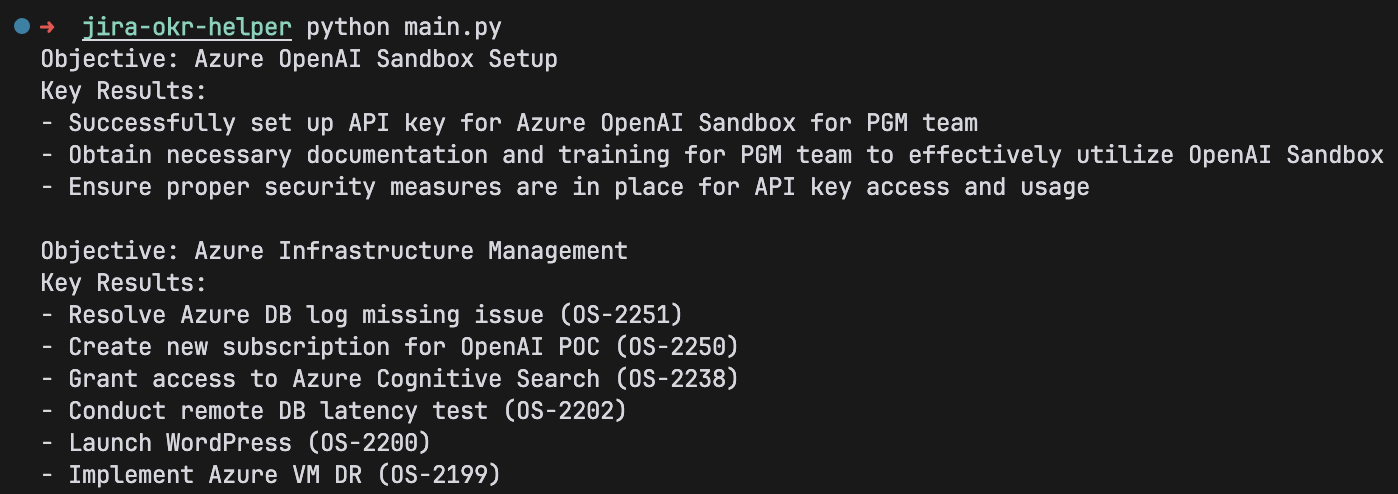 ➜ jira-okr-helper python main.py
Objective: Azure OpenAI Sandbox Setup
Key Results:
- Successfully set up API key for Azure OpenAI Sandbox for PGM team
- Obtain necessary documentation and training for PGM team to effectively utilize OpenAI Sandbox
- Ensure proper security measures are in place for API key access and usage
Objective: Azure Infrastructure Management
Key Results:
- Resolve Azure DB log missing issue (OS-2251)
- Create new subscription for OpenAI POC (OS-2250)
- Grant access to Azure Cognitive Search (OS-2238)
- Conduct remote DB latency test (OS-2202)
- Launch WordPress (OS-2200)
- Implement Azure VM DR (OS-2199)